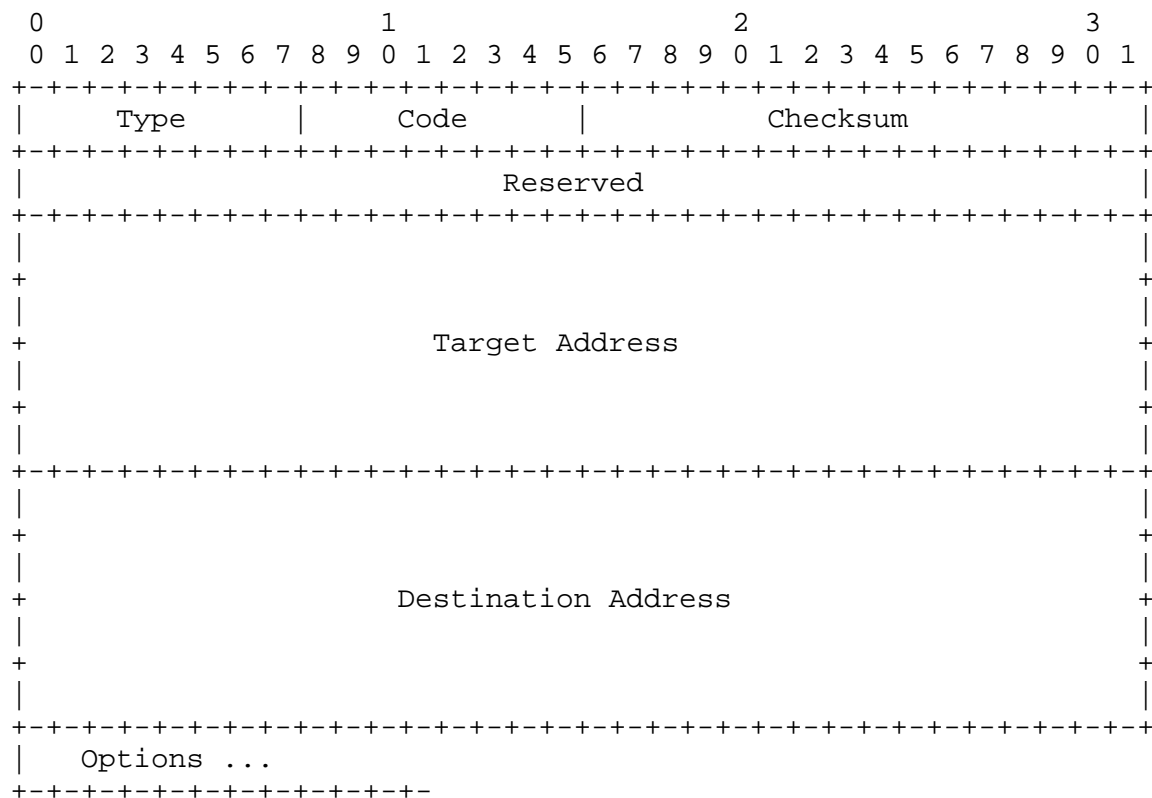 0                   1                   2                   3
 0 1 2 3 4 5 6 7 8 9 0 1 2 3 4 5 6 7 8 9 0 1 2 3 4 5 6 7 8 9 0 1
+-+-+-+-+-+-+-+-+-+-+-+-+-+-+-+-+-+-+-+-+-+-+-+-+-+-+-+-+-+-+-+-+
|     Type      |     Code      |          Checksum             |
+-+-+-+-+-+-+-+-+-+-+-+-+-+-+-+-+-+-+-+-+-+-+-+-+-+-+-+-+-+-+-+-+
|                           Reserved                            |
+-+-+-+-+-+-+-+-+-+-+-+-+-+-+-+-+-+-+-+-+-+-+-+-+-+-+-+-+-+-+-+-+
|                                                               |
+                                                               +
|                                                               |
+                       Target Address                          +
|                                                               |
+                                                               +
|                                                               |
+-+-+-+-+-+-+-+-+-+-+-+-+-+-+-+-+-+-+-+-+-+-+-+-+-+-+-+-+-+-+-+-+
|                                                               |
+                                                               +
|                                                               |
+                     Destination Address                       +
|                                                               |
+                                                               +
|                                                               |
+-+-+-+-+-+-+-+-+-+-+-+-+-+-+-+-+-+-+-+-+-+-+-+-+-+-+-+-+-+-+-+-+
|   Options ...
+-+-+-+-+-+-+-+-+-+-+-+-